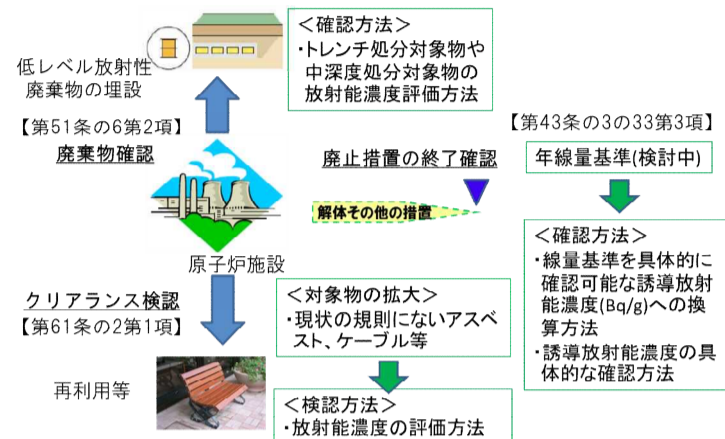 ＜確認方法＞
・トレンチ処分対象物や
中深度処分対象物の
放射能濃度評価方法
低レベル放射性
廃棄物の埋設
【第51条の6第2項】
廃棄物確認
原子炉施設
廃止措置の終了確認
解体その他の措置
【第43条の3の33第3項】
年線量基準(検討中)
＜確認方法＞
・線量基準を具体的に
確認可能な誘導放射
能濃度(Bq/g)への換
算方法
・誘導放射能濃度の具
体的な確認方法
クリアランス検認
【第61条の2第1項】
再利用等
＜対象物の拡大＞
・現状の規則にないアスベ
スト、ケーブル等
＜検認方法＞
・放射能濃度の評価方法